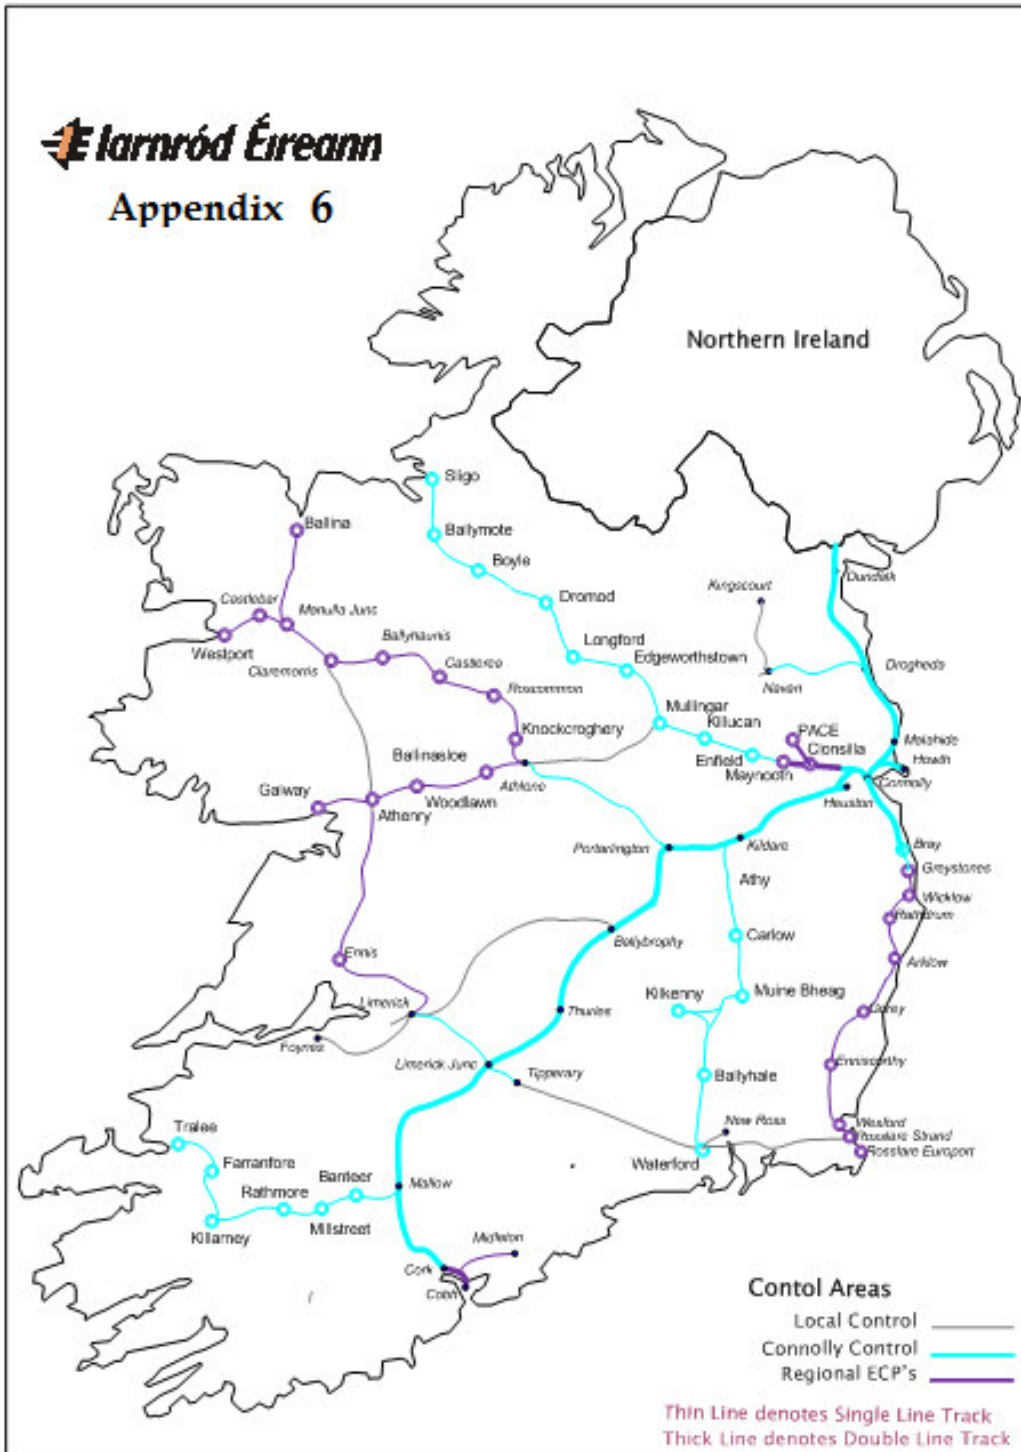 Iarnród Éireann
Appendix 6
Northern Ireland
Sligo
Ballymote
Boyle
Dromod
Longford
Edgeworthstown
Mullingar
Killucan
Enfield
Maynooth
PACE
Clonsilla
Kingscourt
Navan
Dundalk
Drogheda
Malahide
Howth
Connolly
Heuston
Ballina
Castlebar
Manulla Junc
Westport
Claremorris
Ballyhaunis
Castlerea
Roscommon
Knockcroghery
Ballinasloe
Athlone
Woodlawn
Galway
Athenry
Portarlington
Kildare
Athy
Bray
Greystones
Wicklow
Rathdrum
Arklow
Gorey
Enniscorthy
Wexford
Rosslare Strand
Rosslare Europort
Carlow
Muine Bheag
Kilkenny
Ballyhale
New Ross
Waterford
Ballybrophy
Thurles
Ennis
Limerick
Foynes
Limerick Junc
Tipperary
Tralee
Farranfore
Killarney
Rathmore
Millstreet
Banteer
Mallow
Midleton
Cork
Cobh
Contol Areas
Local Control
Connolly Control
Regional ECP's
Thin Line denotes Single Line Track
Thick Line denotes Double Line Track